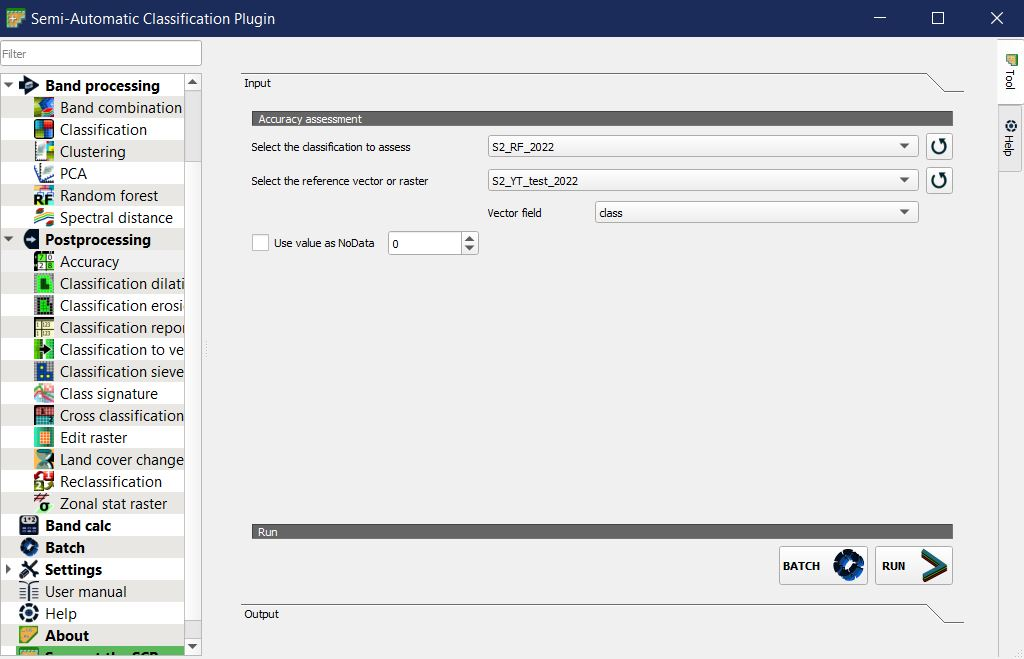 Semi-Automatic Classification Plugin
Filter
Band processing
Band combination
Classification
Clustering
PCA
Random forest
Spectral distance
Postprocessing
Accuracy
Classification dilati
Classification erosi
Classification repor
Classification to ve
Classification sieve
Class signature
Cross classification
Edit raster
Land cover change
Reclassification
Zonal stat raster
Band calc
Batch
Settings
User manual
Help
About
Input
Accuracy assessment
Select the classification to assess
S2_RF_2022
Select the reference vector or raster
S2_YT_test_2022
Vector field
class
Use value as NoData
0
Run
BATCH
RUN
Output
Tool
Help